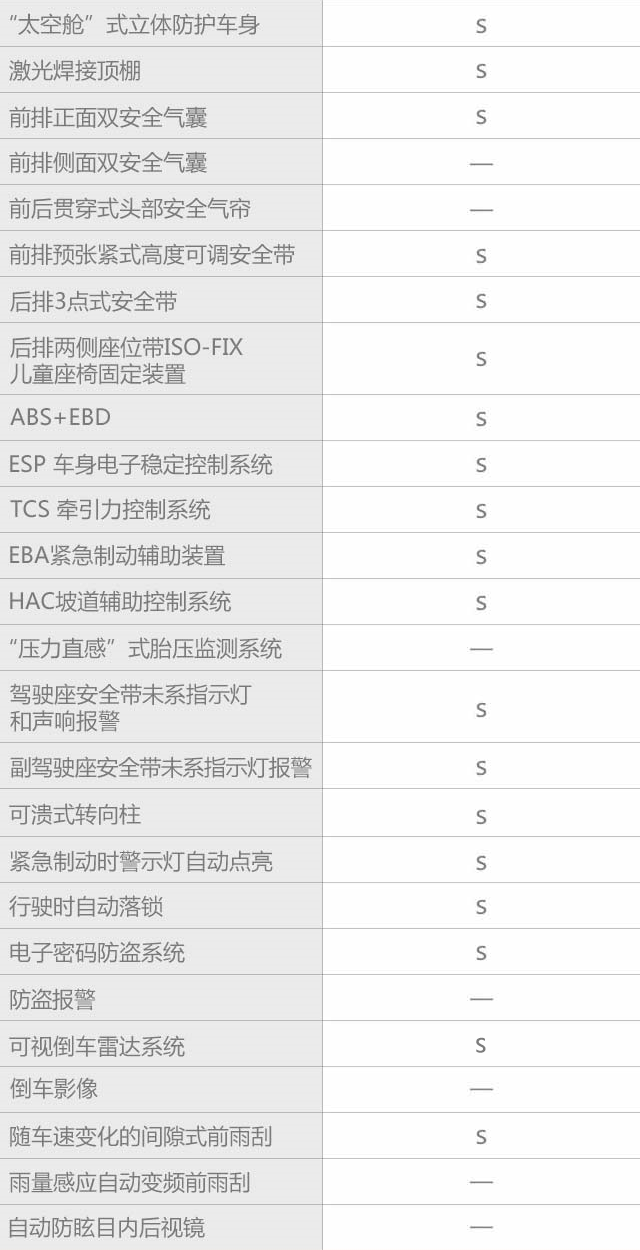 “太空舱”式立体防护车身 S
激光焊接顶棚 S
前排正面双安全气囊 S
前排侧面双安全气囊 —
前后贯穿式头部安全气帘 —
前排预张紧式高度可调安全带 S
后排3点式安全带 S
后排两侧座位带ISO-FIX
儿童座椅固定装置 S
ABS+EBD S
ESP 车身电子稳定控制系统 S
TCS 牵引力控制系统 S
EBA紧急制动辅助装置 S
HAC坡道辅助控制系统 S
“压力直感”式胎压监测系统 —
驾驶座安全带未系指示灯
和声响报警 S
副驾驶座安全带未系指示灯报警 S
可溃式转向柱 S
紧急制动时警示灯自动点亮 S
行驶时自动落锁 S
电子密码防盗系统 S
防盗报警 —
可视倒车雷达系统 S
倒车影像 —
随车速变化的间隙式前雨刮 S
雨量感应自动变频前雨刮 —
自动防眩目内后视镜 —